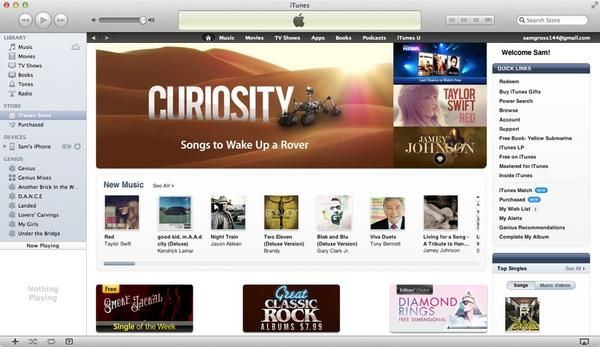 iTunes
Search Store
Music
Movies
TV Shows
Apps
Books
Podcasts
iTunes U
samgross144@gmail.com
LIBRARY
Music
Movies
TV Shows
Books
Tones
Radio
STORE
iTunes Store
Purchased
DEVICES
Sam's iPhone
GENIUS
Genius
Genius Mixes
Another Brick In the W...
D.A.N.C.E
Landed
Lovers' Carvings
My Girls
Under the Bridge
Now Playing
Nothing
Playing
CURIOSITY
Songs to Wake Up a Rover
Last Chance to Watch Free
TAYLOR
SWIFT
RED
JAMEY
JOHNSON
New Music
See All >
Red
Taylor Swift
good kid, m.A.A.d
city (Deluxe)
Kendrick Lamar
Night Train
Jason Aldean
Two Eleven
(Deluxe Version)
Brandy
Blak and Blu
(Deluxe Version)
Gary Clark Jr.
Viva Duets
Tony Bennett
Living for a Song -
A Tribute to Han...
Jamey Johnson
Free
SMOKE JACKAL
Single of the Week
Great
CLASSIC
ROCK
ALBUMS $7.99
Editors' Choice
DIAMOND
RINGS
FREE DIMENSIONAL
Welcome Sam!
QUICK LINKS
Redeem
Buy iTunes Gifts
Power Search
Browse
Account
Support
Free Book: Yellow Submarine
iTunes LP
Free on iTunes
Mastered for iTunes
Inside iTunes
iTunes Match NEW
Purchased NEW
My Wish List 2
My Alerts
Genius Recommendations
Complete My Album
Top Singles
See All >
Songs
Music Videos